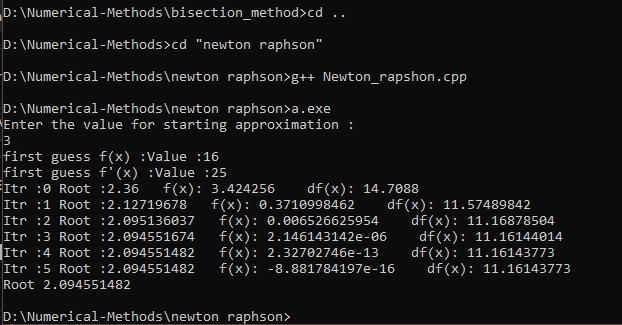 D:\Numerical-Methods\bisection_method>cd ..
D:\Numerical-Methods>cd "newton raphson"
D:\Numerical-Methods\newton raphson>g++ Newton_rapshon.cpp
D:\Numerical-Methods\newton raphson>a.exe
Enter the value for starting approximation :
3
first guess f(x) :Value :16
first guess f'(x) :Value :25
Itr :0 Root :2.36   f(x): 3.424256    df(x): 14.7088
Itr :1 Root :2.12719678   f(x): 0.3710998462    df(x): 11.57489842
Itr :2 Root :2.095136037   f(x): 0.006526625954    df(x): 11.16878504
Itr :3 Root :2.094551674   f(x): 2.146143142e-06    df(x): 11.16144014
Itr :4 Root :2.094551482   f(x): 2.32702746e-13    df(x): 11.16143773
Itr :5 Root :2.094551482   f(x): -8.881784197e-16    df(x): 11.16143773
Root 2.094551482
D:\Numerical-Methods\newton raphson>